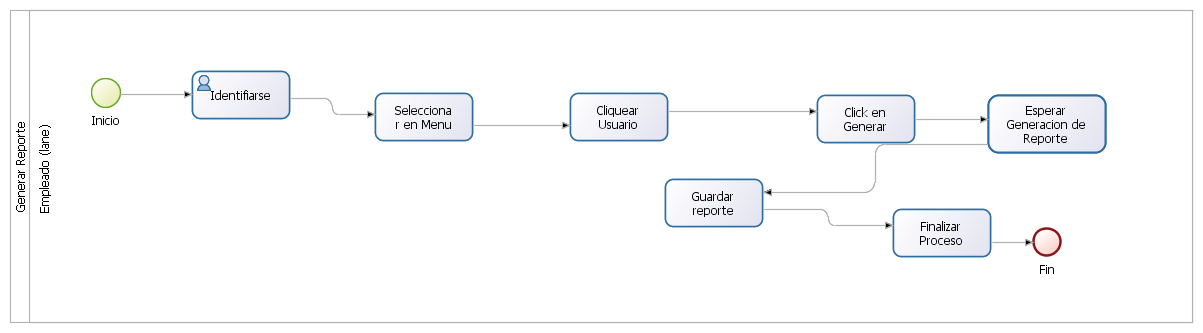 Generar Reporte
Empleado (lane)
Inicio
Identifiarse
Selecciona
r en Menu
Cliquear
Usuario
Click en
Generar
Esperar
Generacion de
Reporte
Guardar
reporte
Finalizar
Proceso
Fin